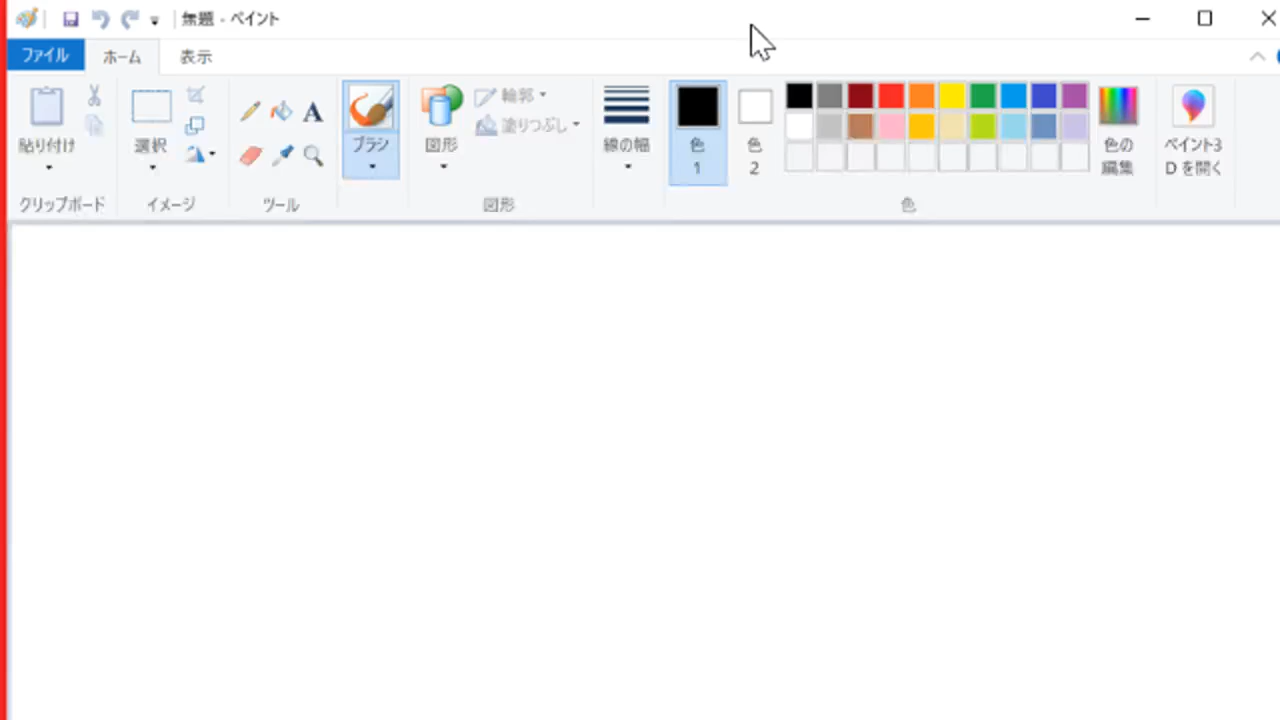 無題 - ペイント
ファイル ホーム 表示
貼り付け
選択
A
ブラシ
図形
輪郭
塗りつぶし
線の幅
色
1
色
2
色の
編集
ペイント3
D を開く
クリップボード イメージ ツール 図形 色